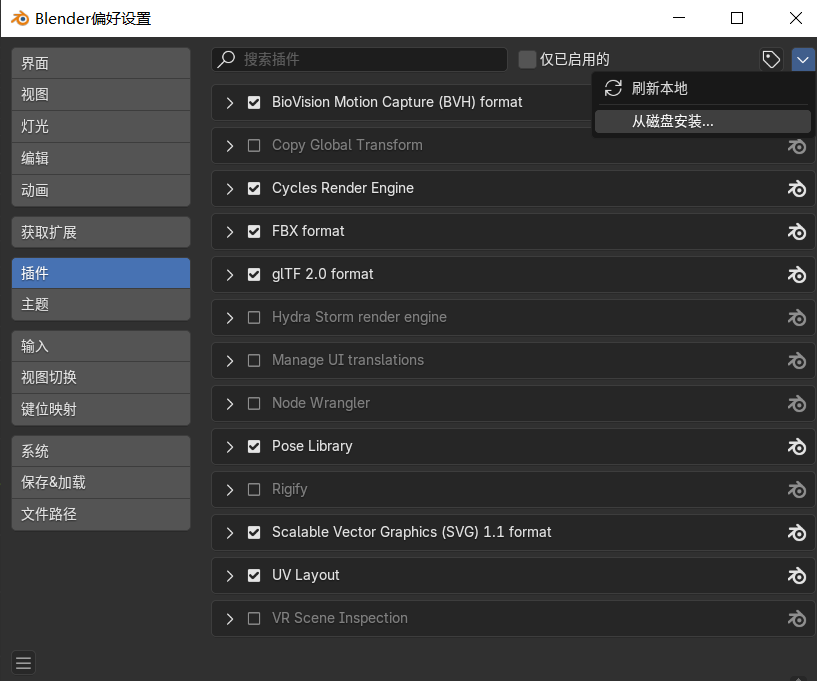 Blender偏好设置
界面
视图
灯光
编辑
动画
获取扩展
插件
主题
输入
视图切换
键位映射
系统
保存&加载
文件路径
搜索插件
仅已启用的
刷新本地
从磁盘安装...
BioVision Motion Capture (BVH) format
Copy Global Transform
Cycles Render Engine
FBX format
glTF 2.0 format
Hydra Storm render engine
Manage UI translations
Node Wrangler
Pose Library
Rigify
Scalable Vector Graphics (SVG) 1.1 format
UV Layout
VR Scene Inspection